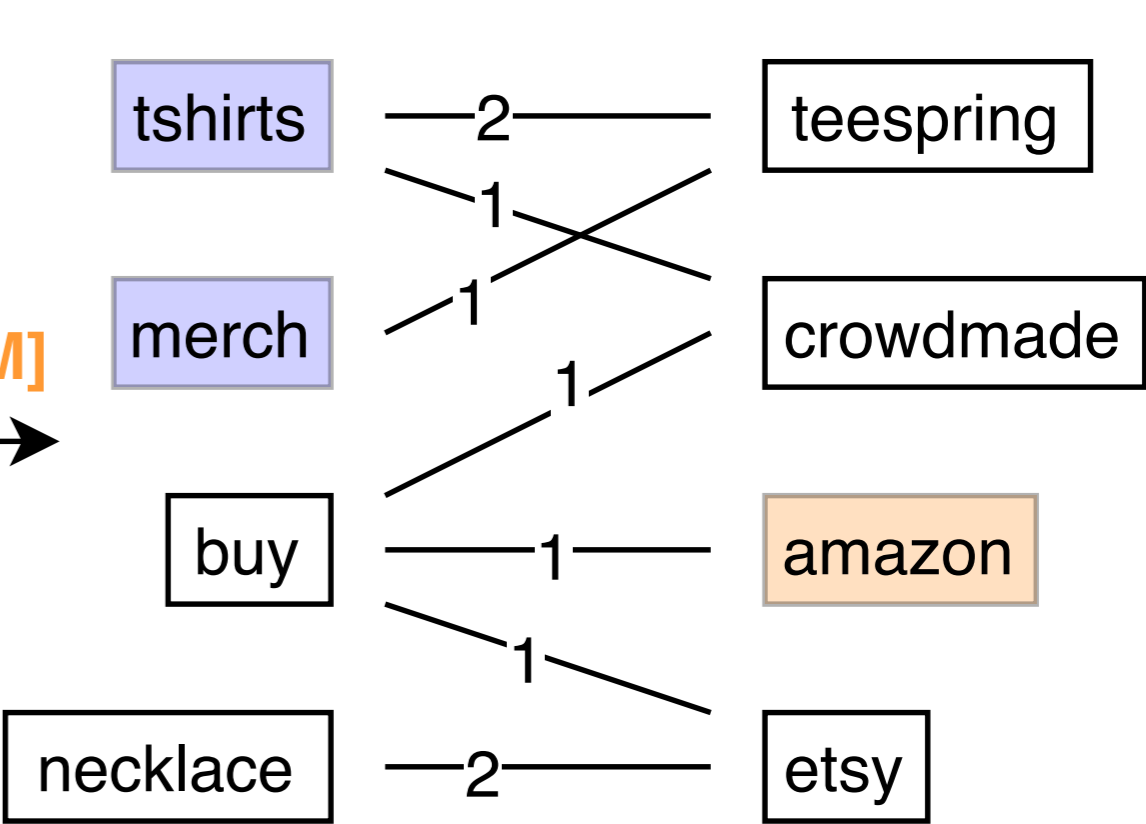 tshirts 2 teespring
1
1
merch crowdmade
M]
1
buy 1 amazon
1
necklace 2 etsy